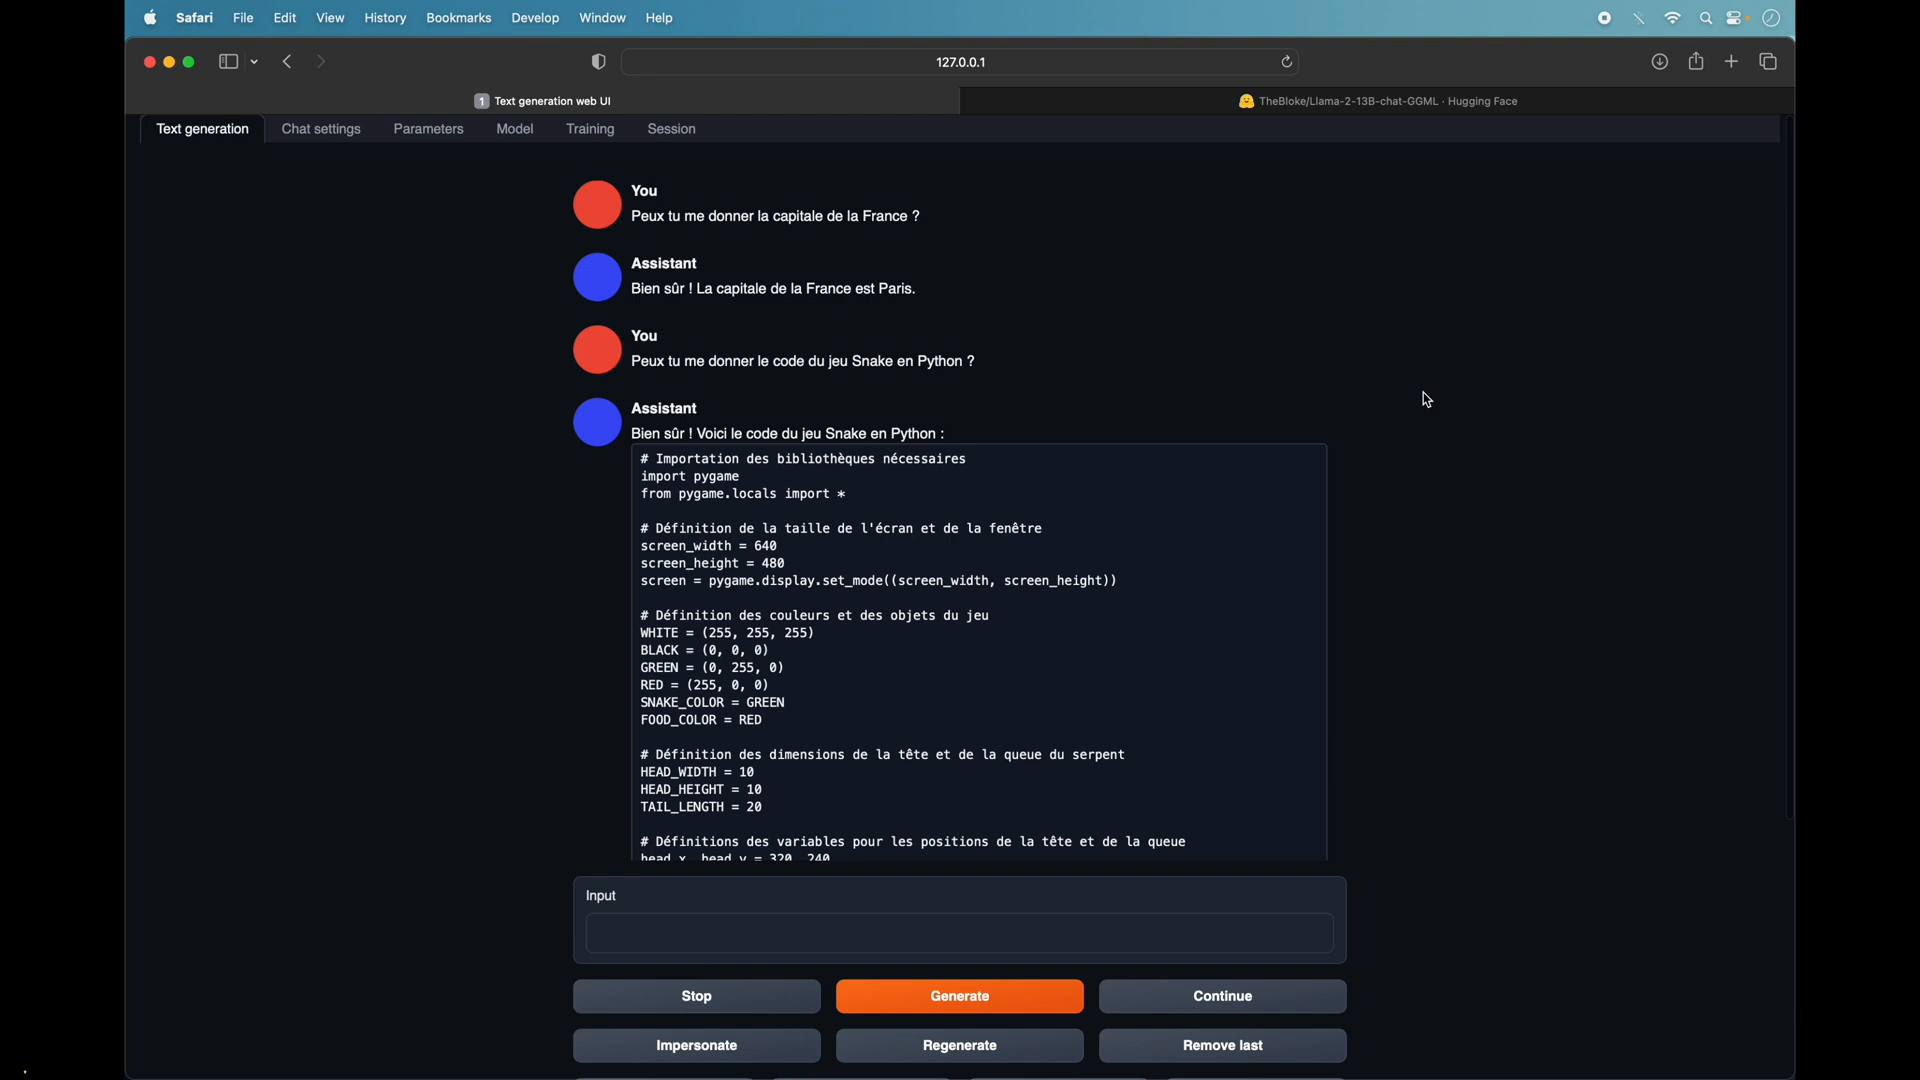 Safari File Edit View History Bookmarks Develop Window Help
127.0.0.1
1 Text generation web UI
TheBloke/Llama-2-13B-chat-GGML · Hugging Face
Text generation Chat settings Parameters Model Training Session
You
Peux tu me donner la capitale de la France ?
Assistant
Bien sûr ! La capitale de la France est Paris.
You
Peux tu me donner le code du jeu Snake en Python ?
Assistant
Bien sûr ! Voici le code du jeu Snake en Python :
# Importation des bibliothèques nécessaires
import pygame
from pygame.locals import *
# Définition de la taille de l'écran et de la fenêtre
screen_width = 640
screen_height = 480
screen = pygame.display.set_mode((screen_width, screen_height))
# Définition des couleurs et des objets du jeu
WHITE = (255, 255, 255)
BLACK = (0, 0, 0)
GREEN = (0, 255, 0)
RED = (255, 0, 0)
SNAKE_COLOR = GREEN
FOOD_COLOR = RED
# Définition des dimensions de la tête et de la queue du serpent
HEAD_WIDTH = 10
HEAD_HEIGHT = 10
TAIL_LENGTH = 20
# Définitions des variables pour les positions de la tête et de la queue
head_x, head_y = 320, 240
Input
Stop Generate Continue
Impersonate Regenerate Remove last